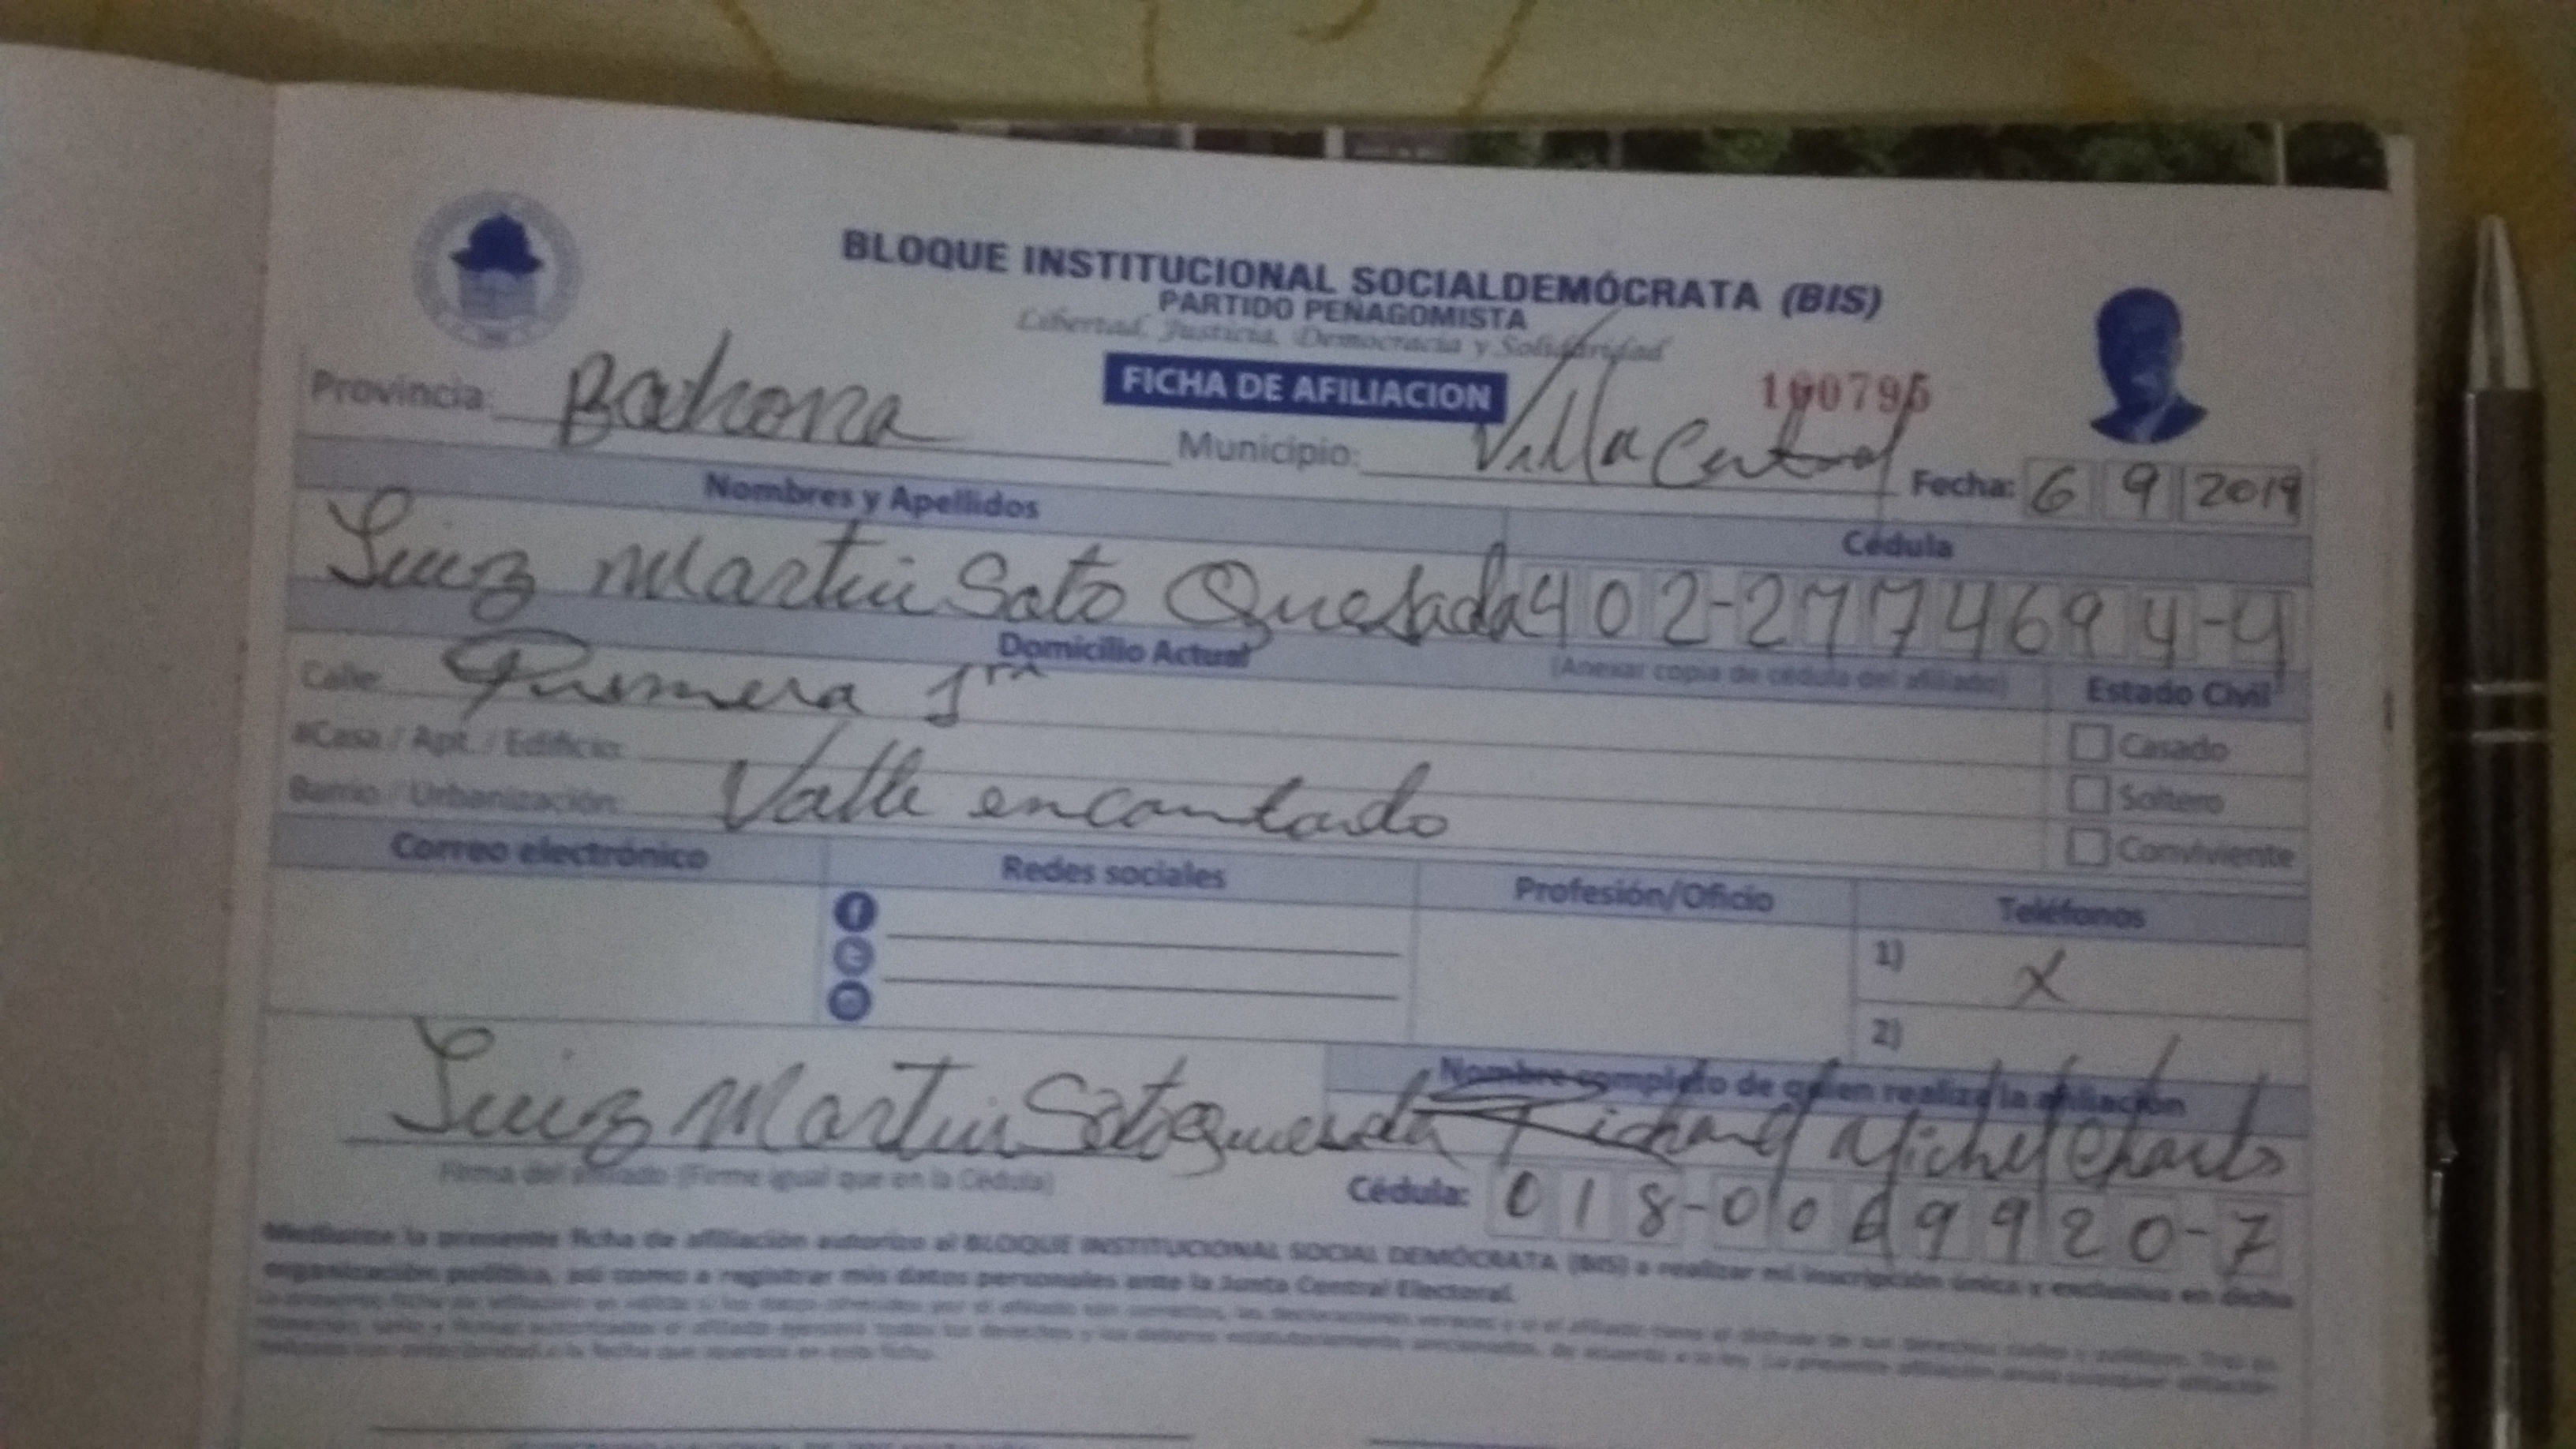 BLOQUE INSTITUCIONAL SOCIALDEMÓCRATA (BIS)
PARTIDO PEÑAGOMISTA
Libertad, Justicia, Democracia y Solidaridad
FICHA DE AFILIACION
100795
Provincia: Bahona Municipio: Villa Central Fecha: 6 9 2019
Nombres y Apellidos Cédula
Luiz Martin Soto Quesada 402-2774694-4
Domicilio Actual (Anexar copia de cédula del afiliado) Estado Civil
Calle: Primera 1ra
#Casa / Apt. / Edificio: Casado
Barrio / Urbanización: Valle encantado Soltero
Conviviente
Correo electrónico Redes sociales Profesión/Oficio Teléfonos
1) X
2)
Nombre completo de quien realiza la afiliación
Luiz Martin Soto Quesada Richard Michel Charls
Firma del afiliado (Firme igual que en la Cédula) Cédula: 018-0069920-7
Mediante la presente ficha de afiliación autorizo al BLOQUE INSTITUCIONAL SOCIAL DEMÓCRATA (BIS) a realizar mi inscripción única y exclusiva en dicha
organización política, así como a registrar mis datos personales ante la Junta Central Electoral.